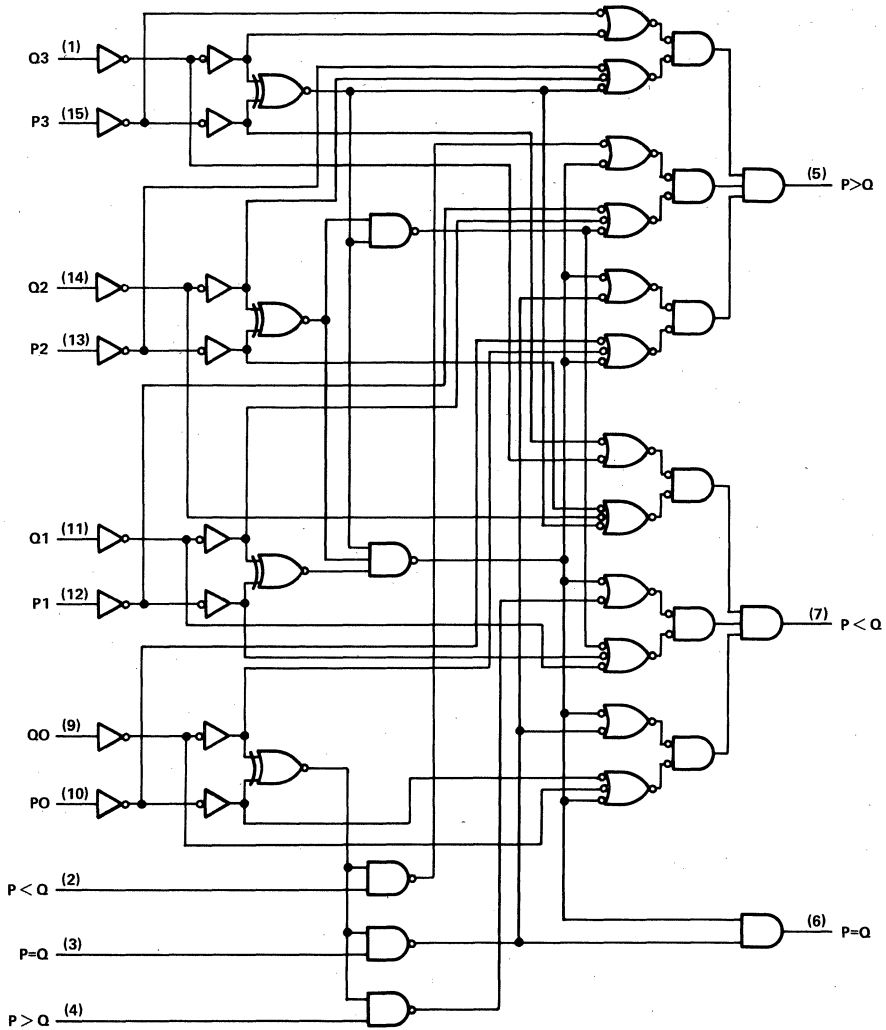 Q3 (1)
P3 (15)
(5) P>Q
Q2 (14)
P2 (13)
Q1 (11)
P1 (12)
(7) P < Q
Q0 (9)
P0 (10)
P < Q (2)
(6) P=Q
P=Q (3)
P > Q (4)